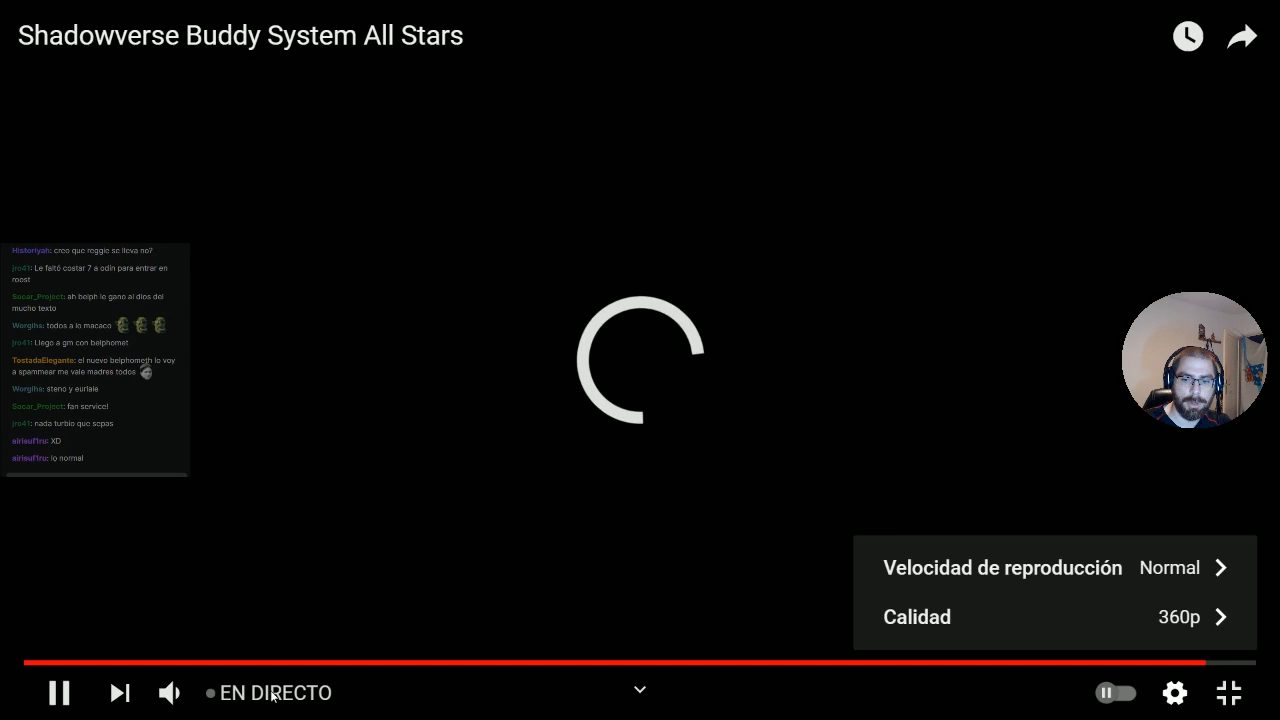 Shadowverse Buddy System All Stars
Historiyah: creo que reggie se lleva no?
jro41: Le faltó costar 7 a odin para entrar en
roost
Socar_Project: ah belph le gano al dios del
mucho texto
Worglhs: todos a lo macaco
jro41: Llego a gm con belphomet
TostadaElegante: el nuevo belphometh lo voy
a spammear me vale madres todos
Worglhs: steno y euriale
Socar_Project: fan service!
jro41: nada turbio que sepas
XD
lo normal
Velocidad de reproducción Normal
Calidad 360p
EN DIRECTO